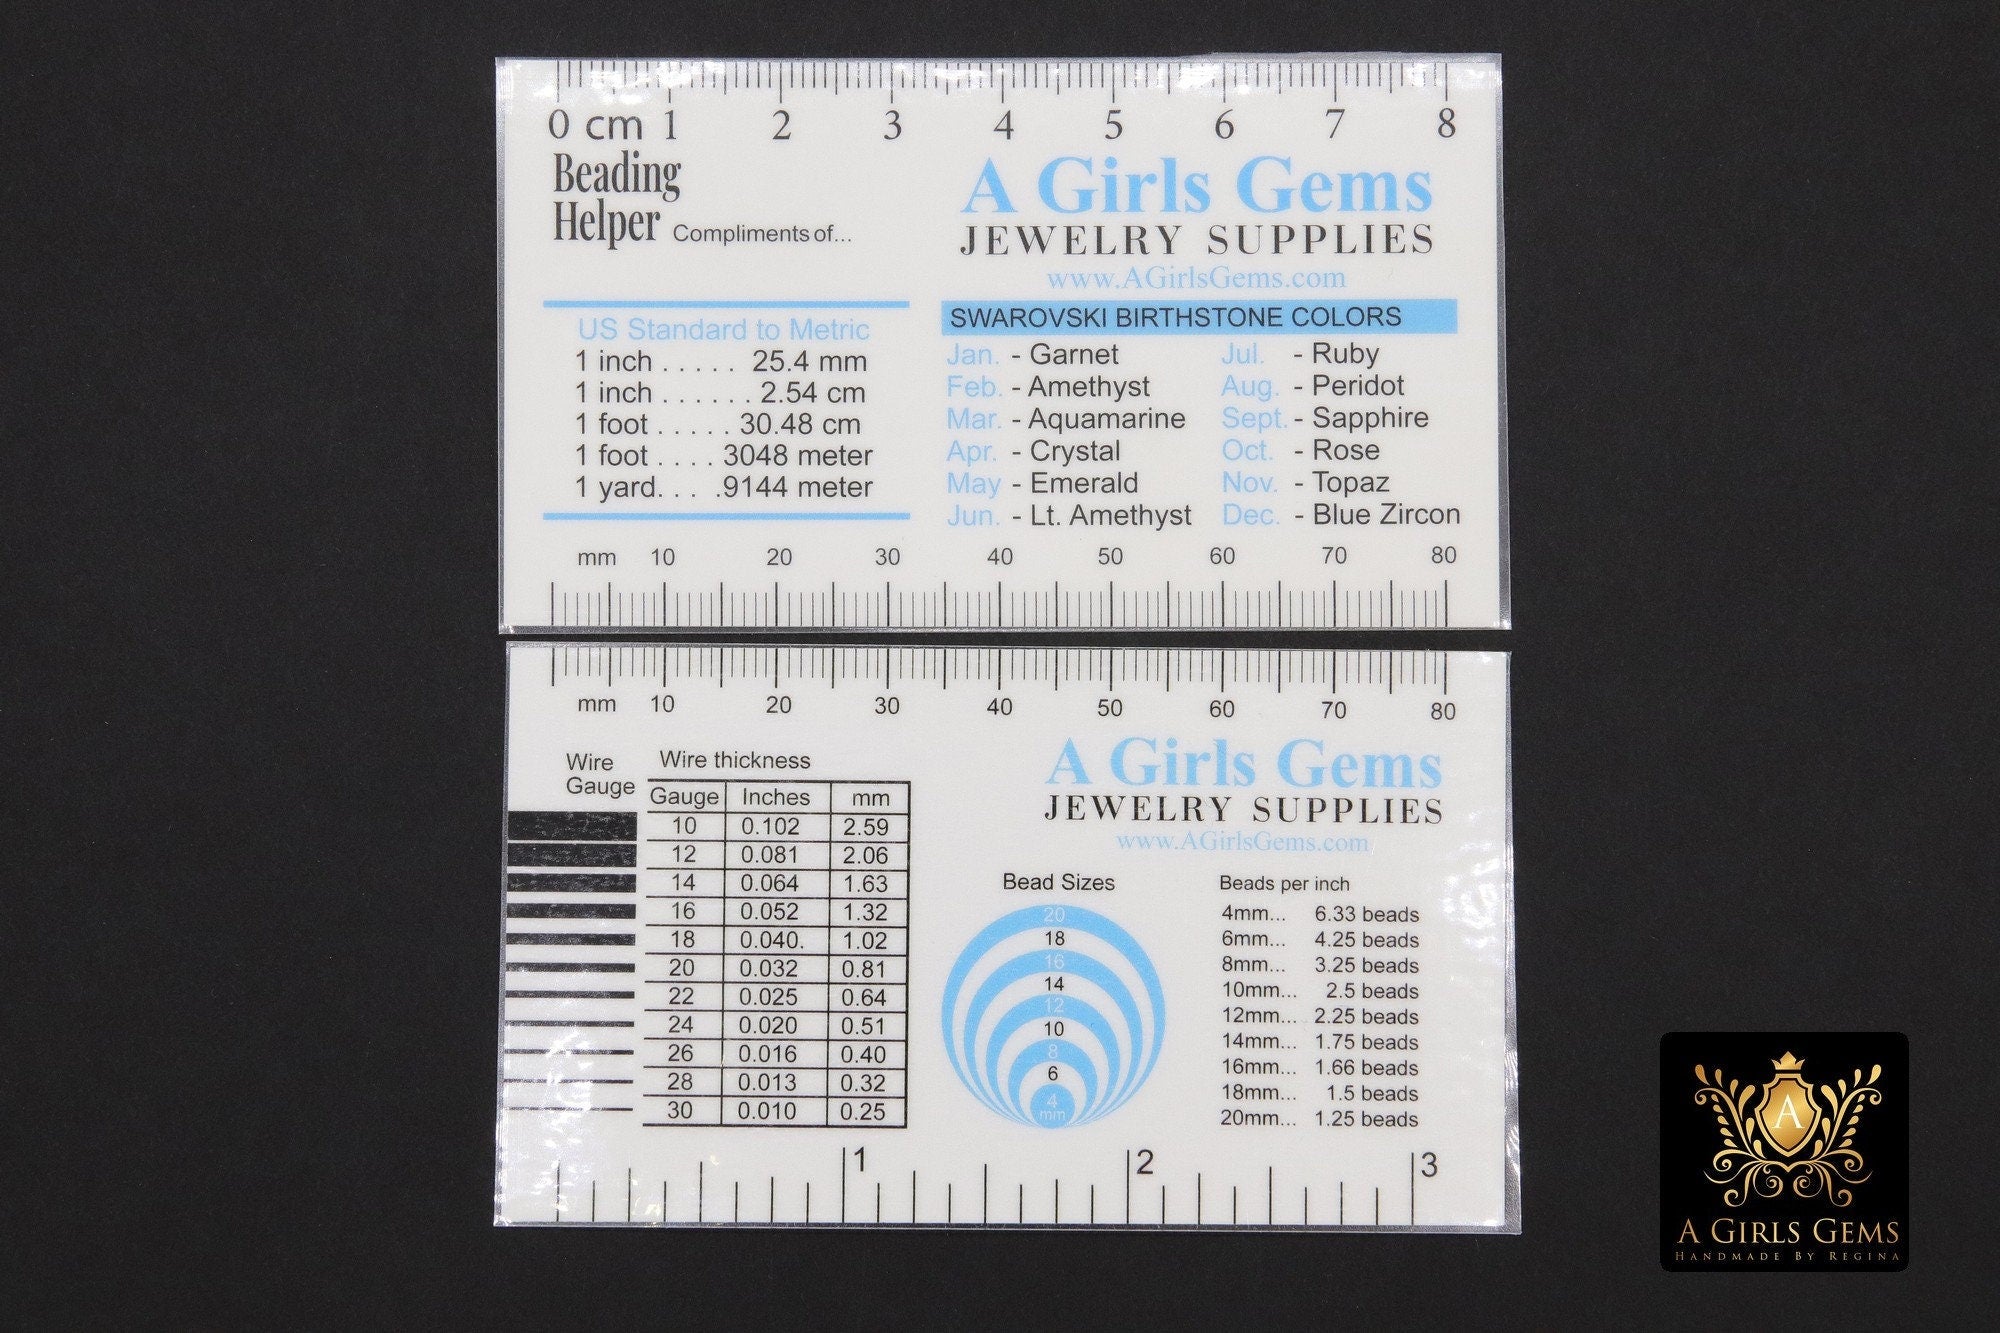 0 cm 1 2 3 4 5 6 7 8
Beading
Helper Compliments of...
A Girls Gems
JEWELRY SUPPLIES
www.AGirlsGems.com
US Standard to Metric
1 inch . . . . . 25.4 mm
1 inch . . . . . . 2.54 cm
1 foot . . . . . 30.48 cm
1 foot . . . . 3048 meter
1 yard. . . .9144 meter
SWAROVSKI BIRTHSTONE COLORS
Jan. - Garnet
Feb. - Amethyst
Mar. - Aquamarine
Apr. - Crystal
May - Emerald
Jun. - Lt. Amethyst
Jul. - Ruby
Aug. - Peridot
Sept. - Sapphire
Oct. - Rose
Nov. - Topaz
Dec. - Blue Zircon
mm 10 20 30 40 50 60 70 80
mm 10 20 30 40 50 60 70 80
Wire
Gauge
Wire thickness
Gauge Inches mm
10 0.102 2.59
12 0.081 2.06
14 0.064 1.63
16 0.052 1.32
18 0.040. 1.02
20 0.032 0.81
22 0.025 0.64
24 0.020 0.51
26 0.016 0.40
28 0.013 0.32
30 0.010 0.25
A Girls Gems
JEWELRY SUPPLIES
www.AGirlsGems.com
Bead Sizes
20
18
16
14
12
10
8
6
4
mm
Beads per inch
4mm... 6.33 beads
6mm... 4.25 beads
8mm... 3.25 beads
10mm... 2.5 beads
12mm... 2.25 beads
14mm... 1.75 beads
16mm... 1.66 beads
18mm... 1.5 beads
20mm... 1.25 beads
1 2 3
A
A GIRLS GEMS
HANDMADE BY REGINA